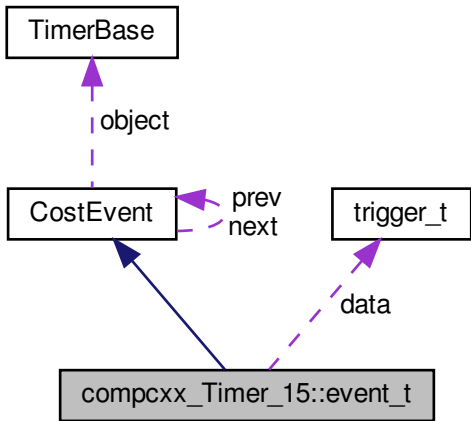 TimerBase
object
CostEvent
prev
next
trigger_t
data
compcxx_Timer_15::event_t